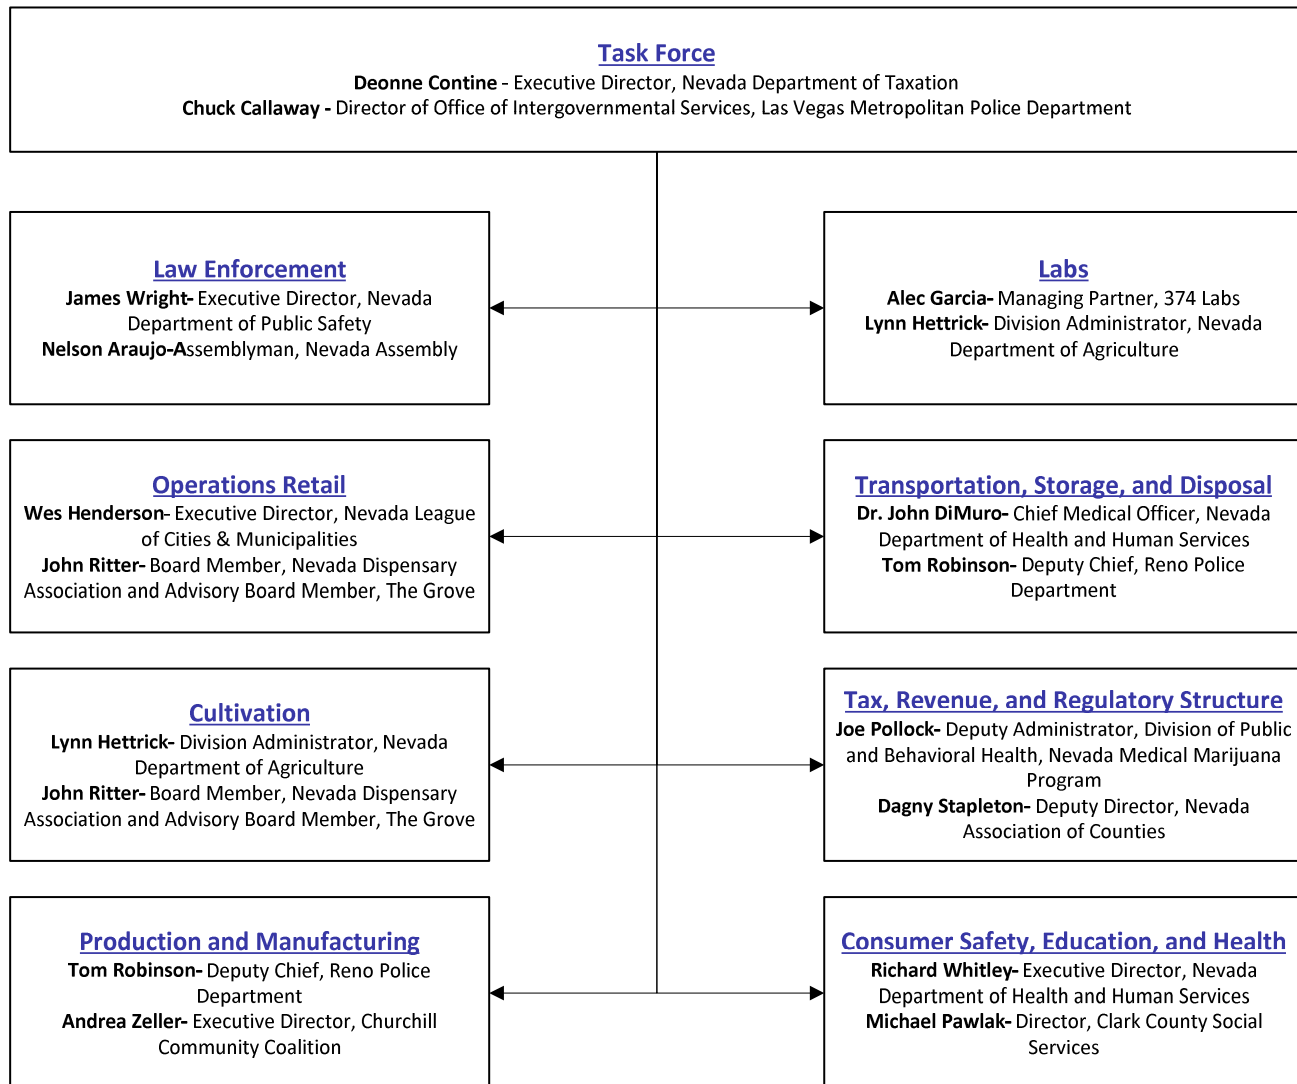 Task Force
Deonne Contine - Executive Director, Nevada Department of Taxation
Chuck Callaway - Director of Office of Intergovernmental Services, Las Vegas Metropolitan Police Department
Law Enforcement
James Wright- Executive Director, Nevada
Department of Public Safety
Nelson Araujo-Assemblyman, Nevada Assembly
Labs
Alec Garcia- Managing Partner, 374 Labs
Lynn Hettrick- Division Administrator, Nevada
Department of Agriculture
Operations Retail
Wes Henderson- Executive Director, Nevada League
of Cities & Municipalities
John Ritter- Board Member, Nevada Dispensary
Association and Advisory Board Member, The Grove
Transportation, Storage, and Disposal
Dr. John DiMuro- Chief Medical Officer, Nevada
Department of Health and Human Services
Tom Robinson- Deputy Chief, Reno Police
Department
Cultivation
Lynn Hettrick- Division Administrator, Nevada
Department of Agriculture
John Ritter- Board Member, Nevada Dispensary
Association and Advisory Board Member, The Grove
Tax, Revenue, and Regulatory Structure
Joe Pollock- Deputy Administrator, Division of Public
and Behavioral Health, Nevada Medical Marijuana
Program
Dagny Stapleton- Deputy Director, Nevada
Association of Counties
Production and Manufacturing
Tom Robinson- Deputy Chief, Reno Police
Department
Andrea Zeller- Executive Director, Churchill
Community Coalition
Consumer Safety, Education, and Health
Richard Whitley- Executive Director, Nevada
Department of Health and Human Services
Michael Pawlak- Director, Clark County Social
Services